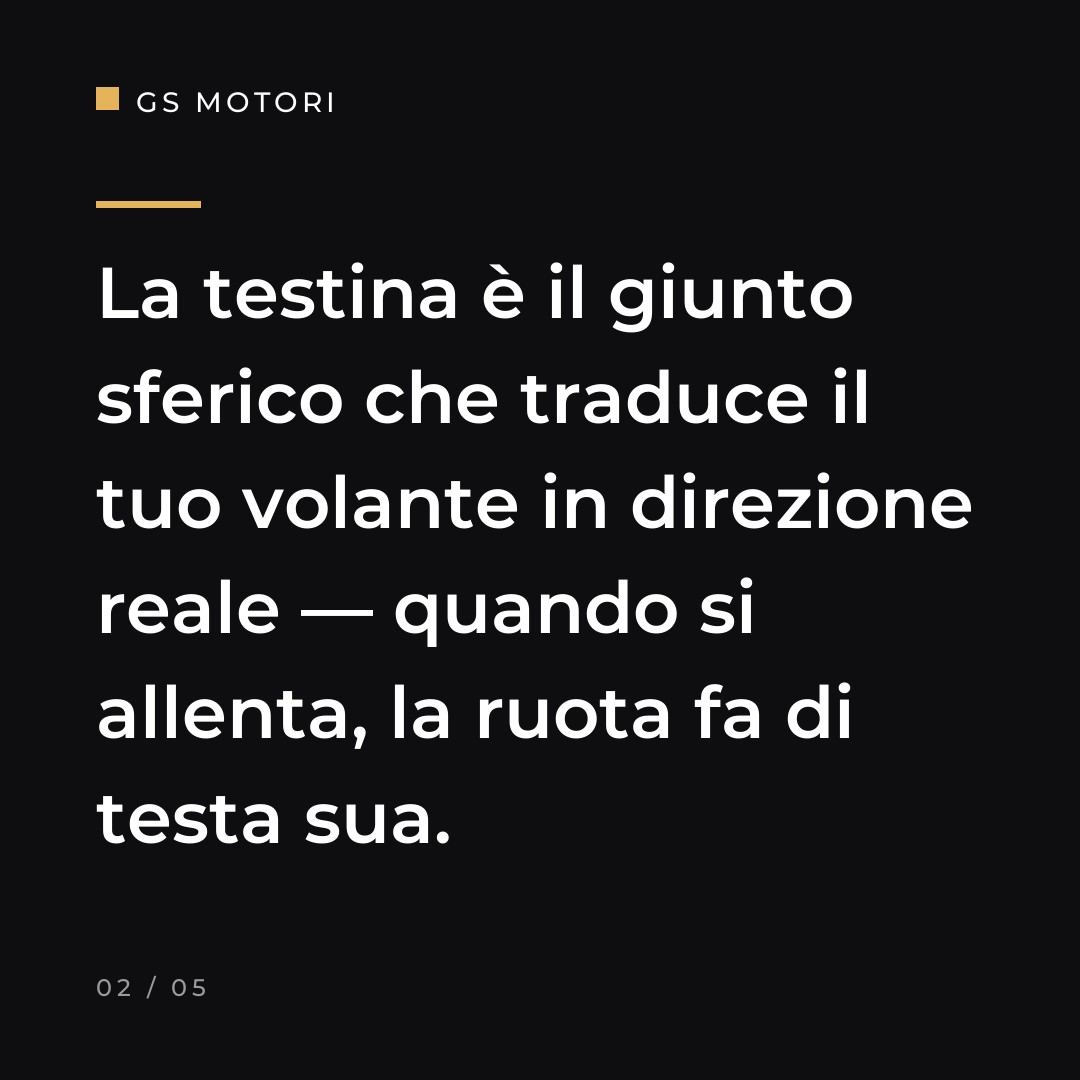 GS MOTORI
La testina è il giunto
sferico che traduce il
tuo volante in direzione
reale — quando si
allenta, la ruota fa di
testa sua.
02 / 05